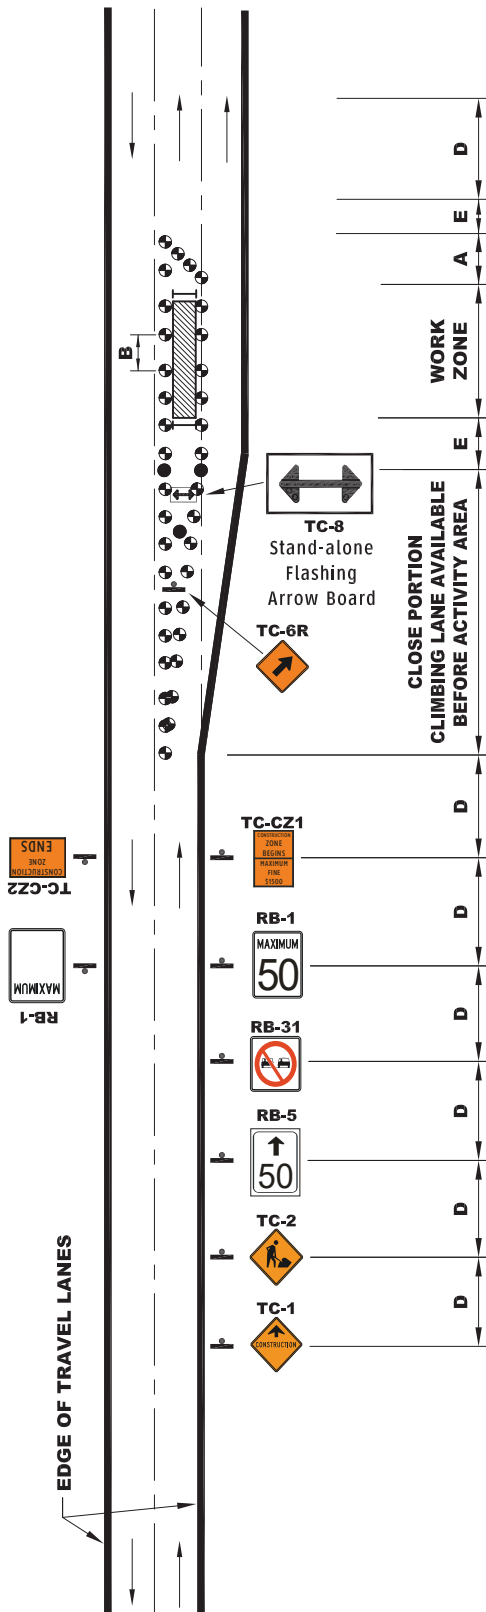 D
E
A
WORK
ZONE
B
E
TC-8
Stand-alone
Flashing
Arrow Board
CLOSE PORTION
CLIMBING LANE AVAILABLE
BEFORE ACTIVITY AREA
TC-6R
D
TC-CZ1
CONSTRUCTION
ZONE
BEGINS
MAXIMUM
FINE
$1500
CONSTRUCTION
ZONE
ENDS
TC-CZ2
D
RB-1
MAXIMUM
50
MAXIMUM
RB-1
D
RB-31
D
RB-5
50
D
TC-2
D
TC-1
CONSTRUCTION
EDGE OF TRAVEL LANES